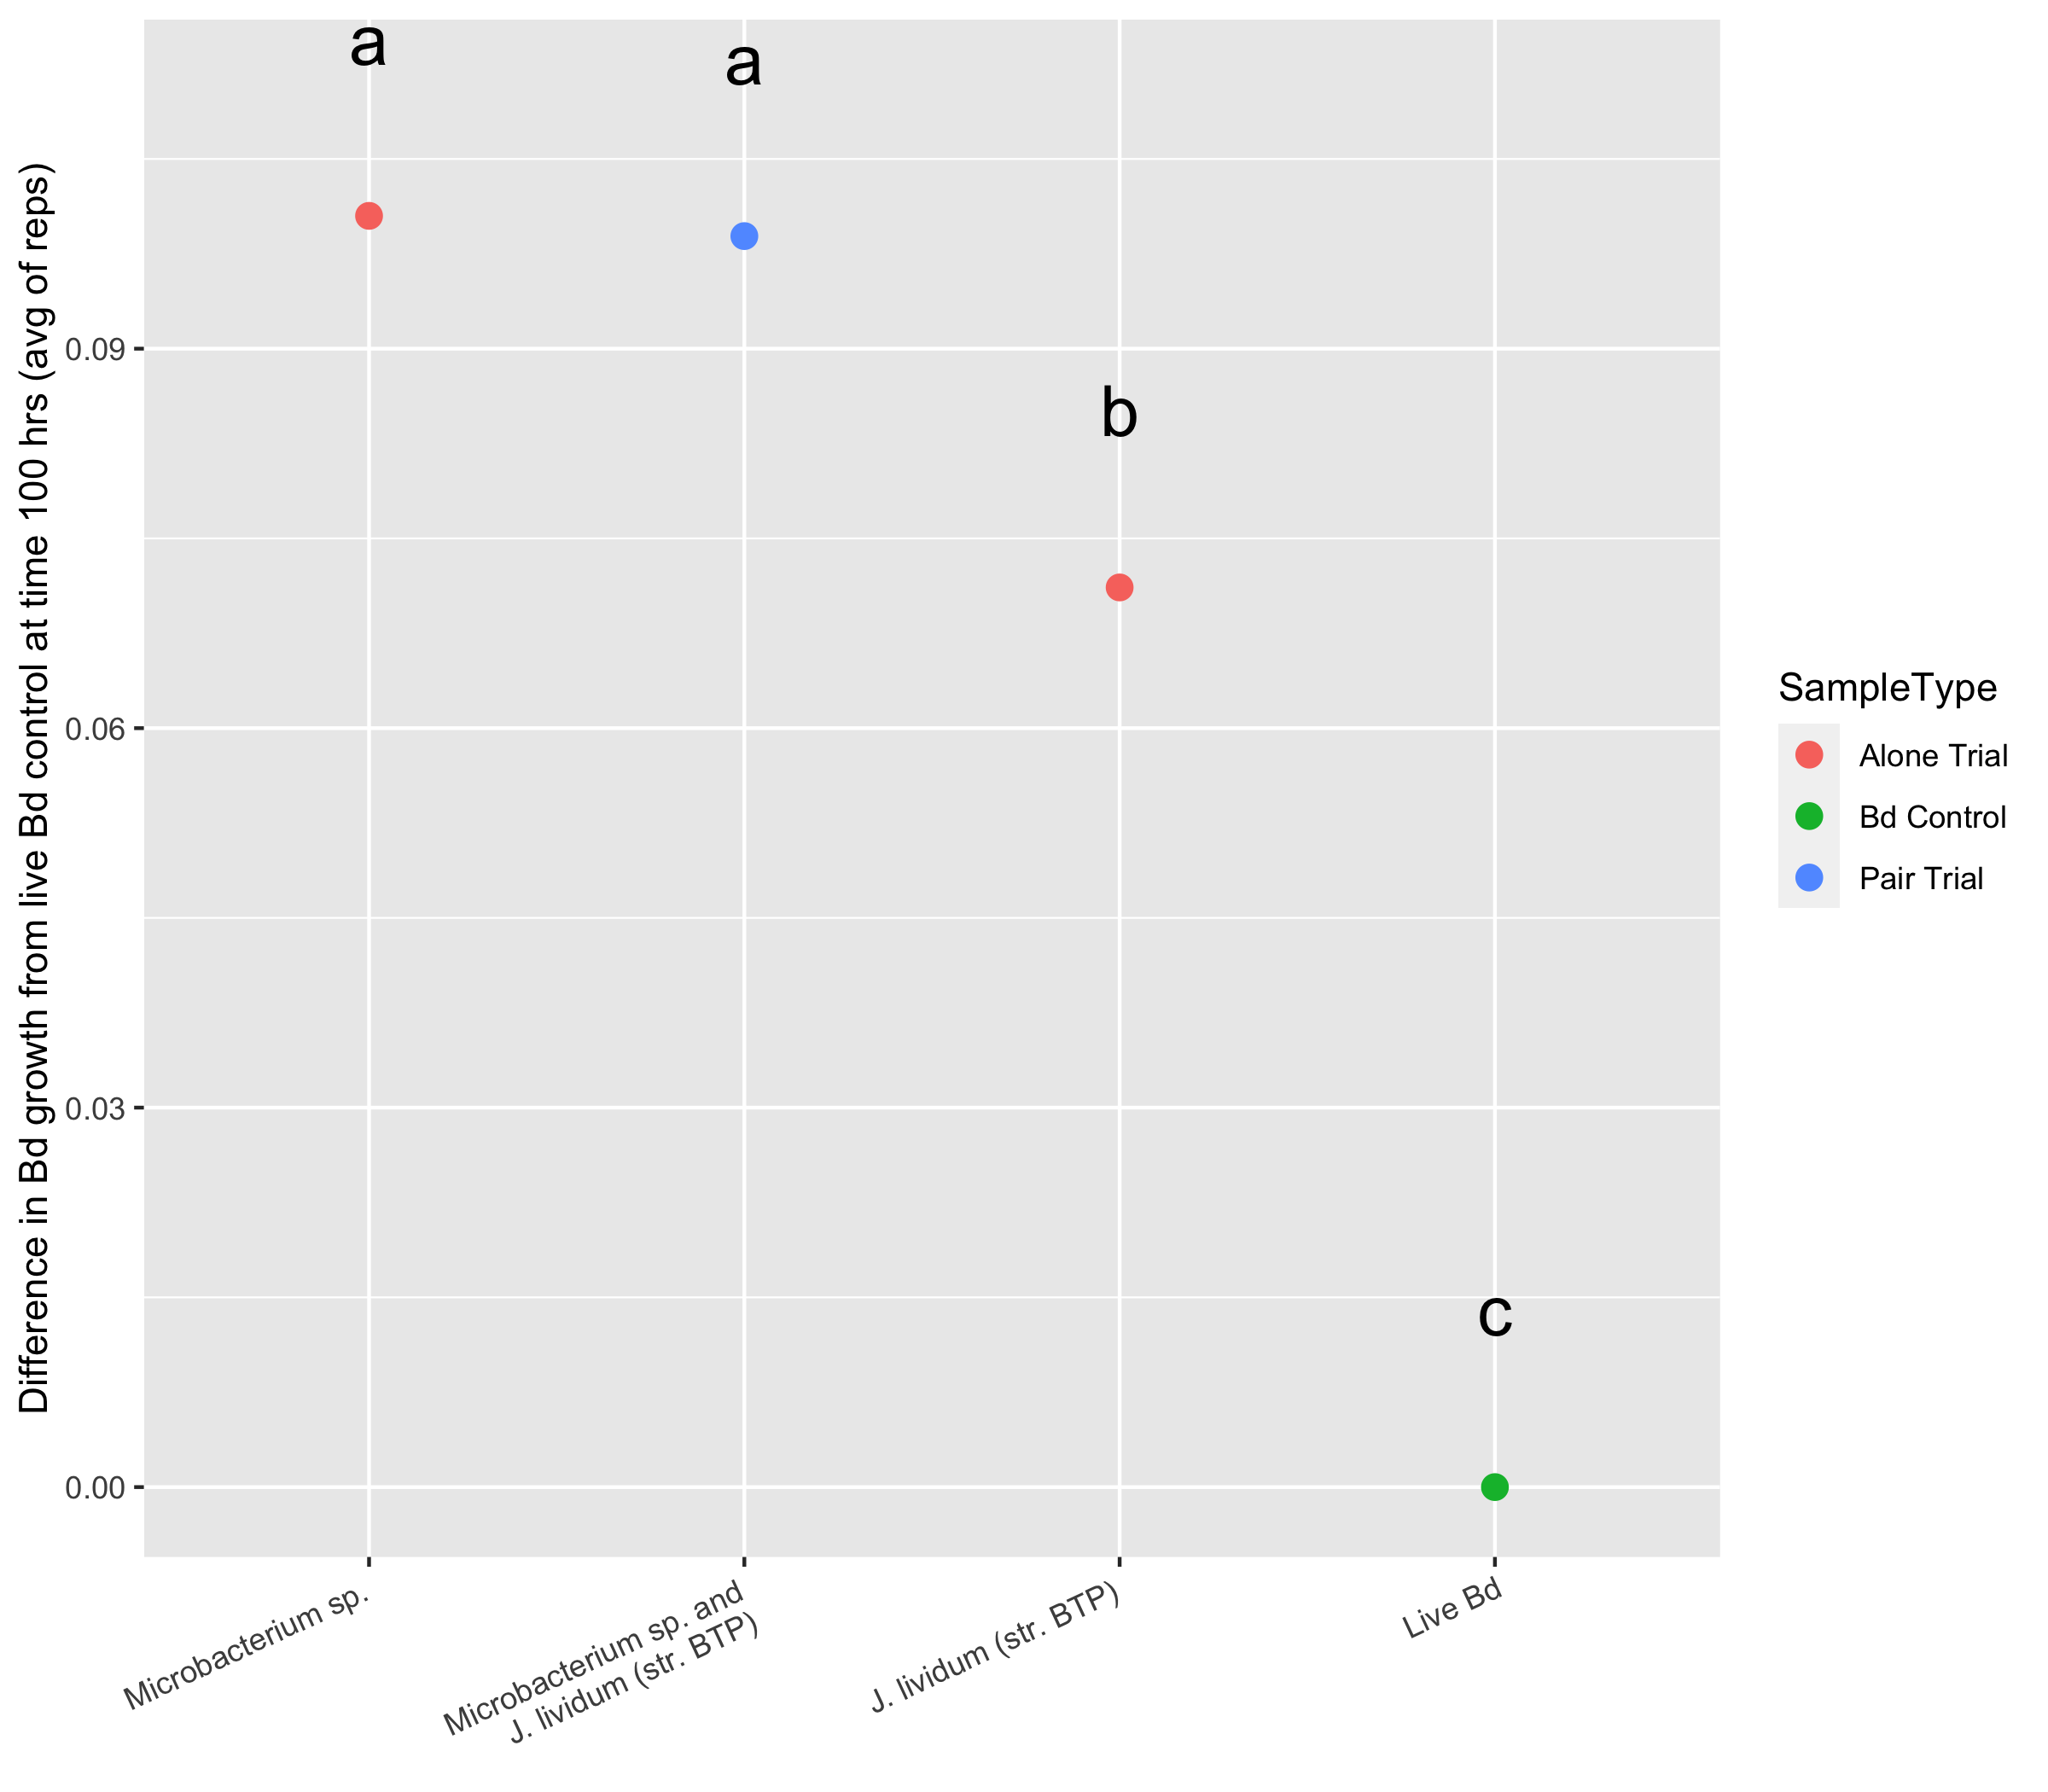 Difference in Bd growth from live Bd control at time 100 hrs (avg of reps)
a
a
b
c
0.09
0.06
0.03
0.00
Microbacterium sp.
Microbacterium sp. and
J. lividum (str. BTP)
J. lividum (str. BTP)
Live Bd
SampleType
Alone Trial
Bd Control
Pair Trial